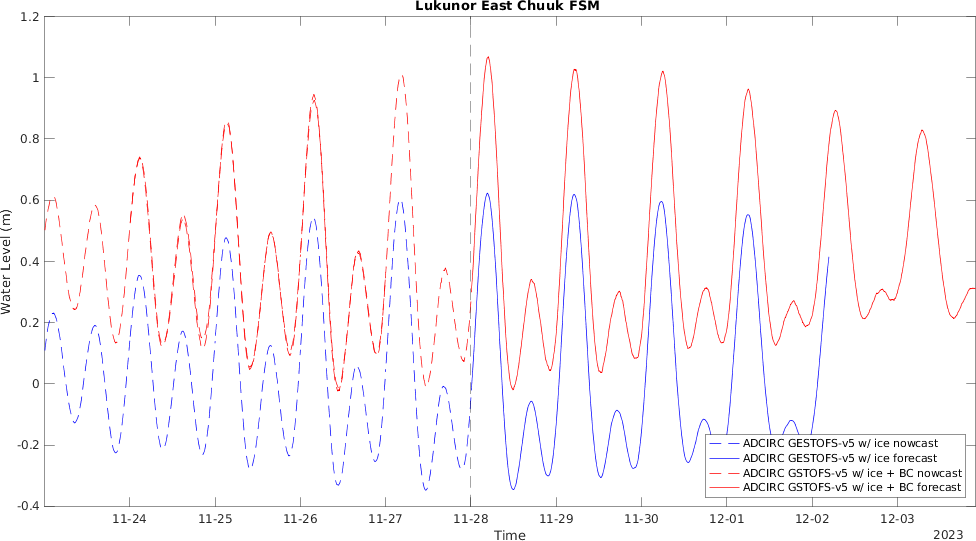 Lukunor East Chuuk FSM
1.2
1
0.8
0.6
0.4
0.2
0
-0.2
-0.4
Water Level (m)
ADCIRC GESTOFS-v5 w/ ice nowcast
ADCIRC GESTOFS-v5 w/ ice forecast
ADCIRC GSTOFS-v5 w/ ice + BC nowcast
ADCIRC GSTOFS-v5 w/ ice + BC forecast
11-24 11-25 11-26 11-27 11-28 11-29 11-30 12-01 12-02 12-03
Time
2023